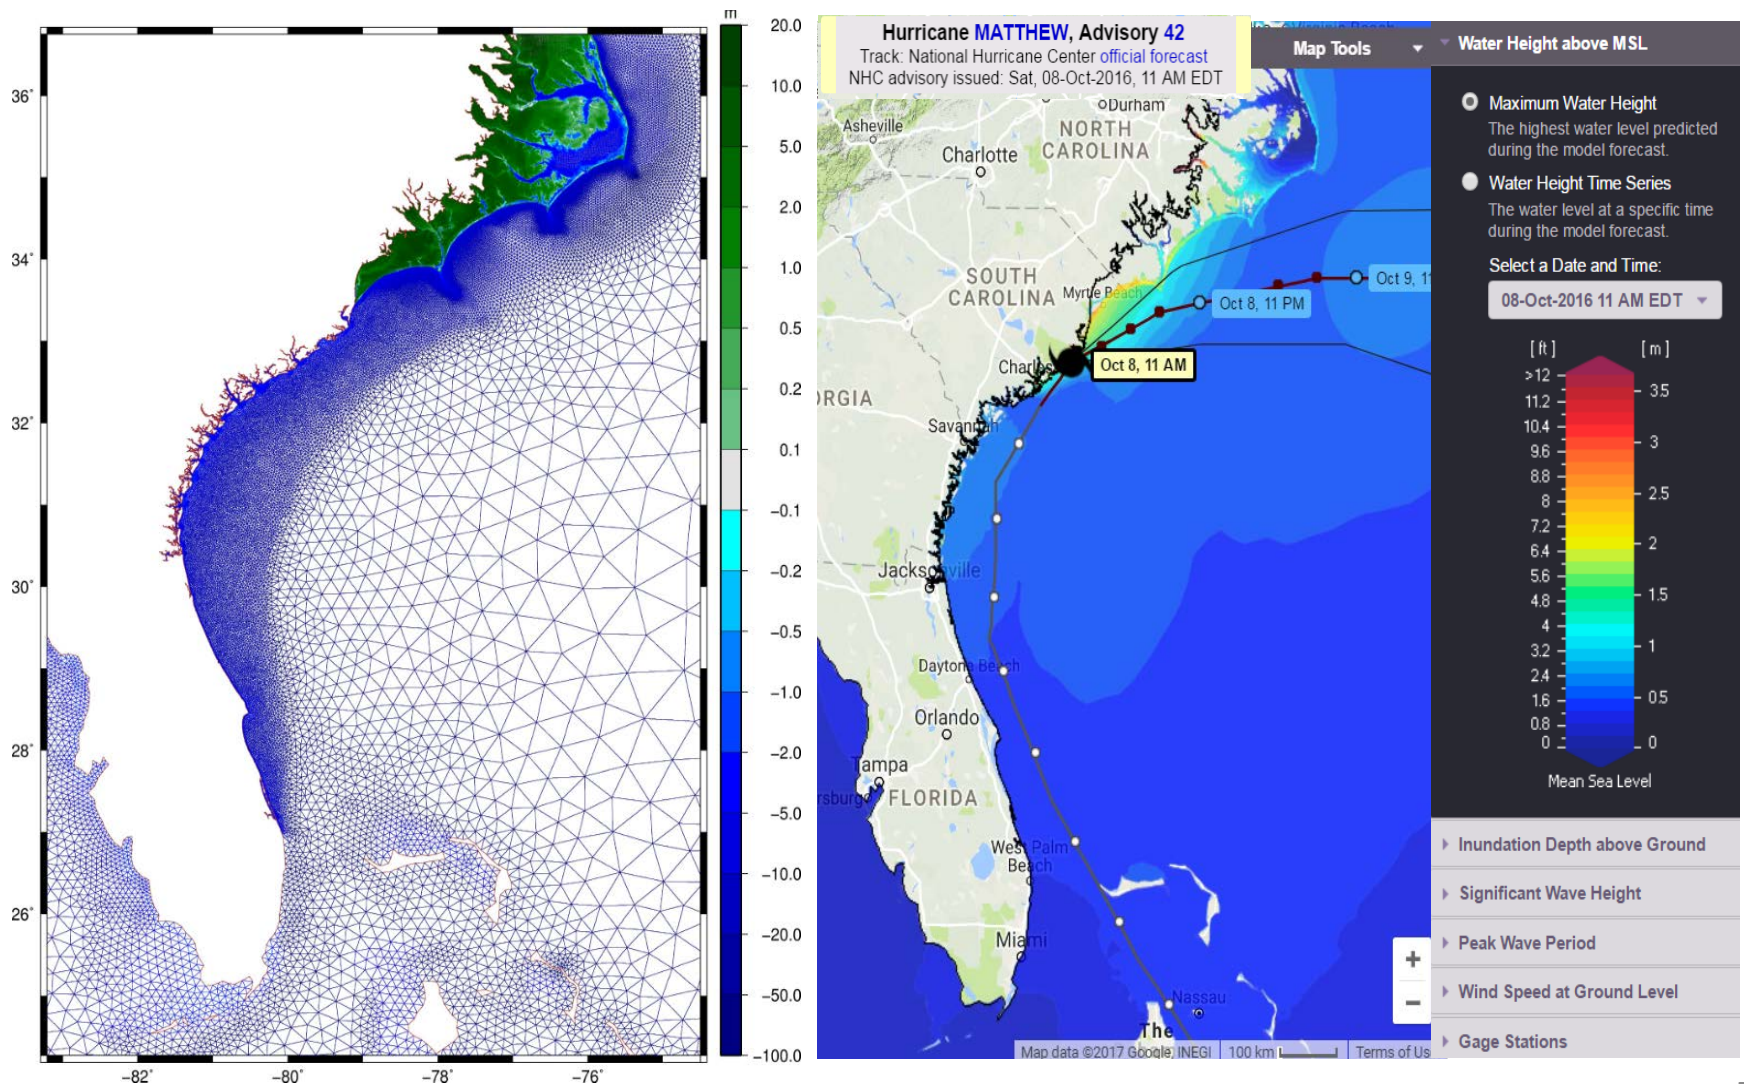 m
20.0
10.0
5.0
2.0
1.0
0.5
0.2
0.1
−0.1
−0.2
−0.5
−1.0
−2.0
−5.0
−10.0
−20.0
−50.0
−100.0
36°
34°
32°
30°
28°
26°
−82°
−80°
−78°
−76°
Hurricane MATTHEW, Advisory 42
Track: National Hurricane Center official forecast
NHC advisory issued: Sat, 08-Oct-2016, 11 AM EDT
Map Tools
Durham
Asheville
NORTH
CAROLINA
Charlotte
SOUTH
CAROLINA
Myrtle Beach
Oct 9, 11
Oct 8, 11 PM
Oct 8, 11 AM
Charles
ORGIA
Savannah
Jacksonville
Daytona Beach
Orlando
Tampa
rsburg
FLORIDA
West Palm
Beach
Miami
Nassau
The
+
−
Map data ©2017 Google, INEGI
100 km
Terms of Us
Water Height above MSL
Maximum Water Height
The highest water level predicted
during the model forecast.
Water Height Time Series
The water level at a specific time
during the model forecast.
Select a Date and Time:
08-Oct-2016 11 AM EDT
[ ft ] [ m ]
>12
11.2
10.4
9.6
8.8
8
7.2
6.4
5.6
4.8
4
3.2
2.4
1.6
0.8
0
3.5
3
2.5
2
1.5
1
0.5
0
Mean Sea Level
Inundation Depth above Ground
Significant Wave Height
Peak Wave Period
Wind Speed at Ground Level
Gage Stations